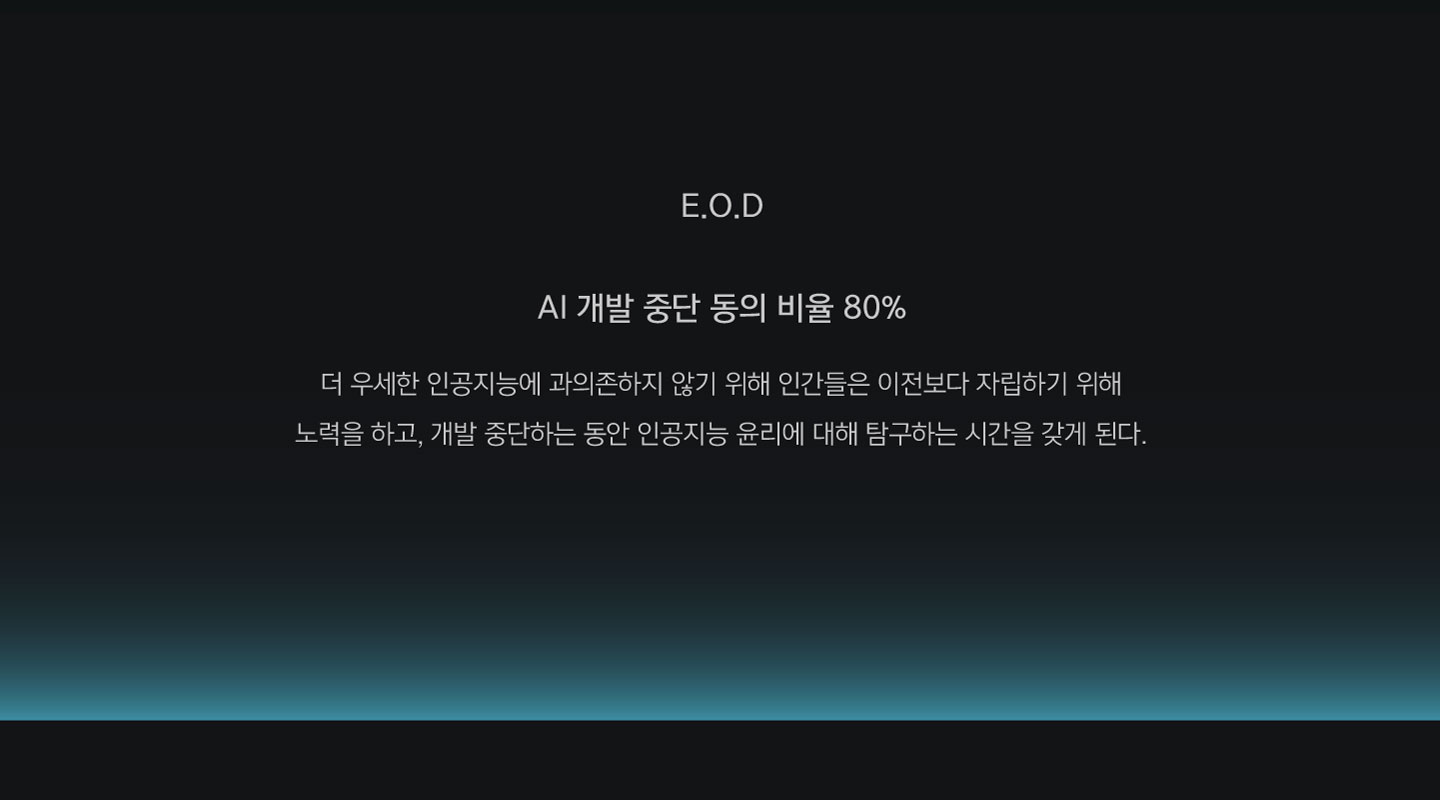 E.O.D
AI 개발 중단 동의 비율 80%
더 우세한 인공지능에 과의존하지 않기 위해 인간들은 이전보다 자립하기 위해
노력을 하고, 개발 중단하는 동안 인공지능 윤리에 대해 탐구하는 시간을 갖게 된다.